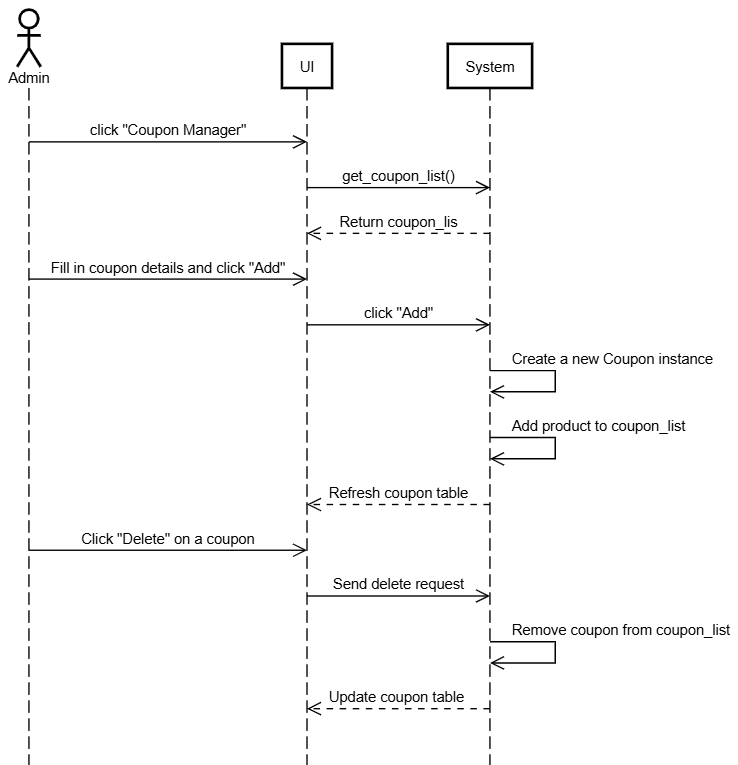 Admin
UI
System
click "Coupon Manager"
get_coupon_list()
Return coupon_lis
Fill in coupon details and click "Add"
click "Add"
Create a new Coupon instance
Add product to coupon_list
Refresh coupon table
Click "Delete" on a coupon
Send delete request
Remove coupon from coupon_list
Update coupon table